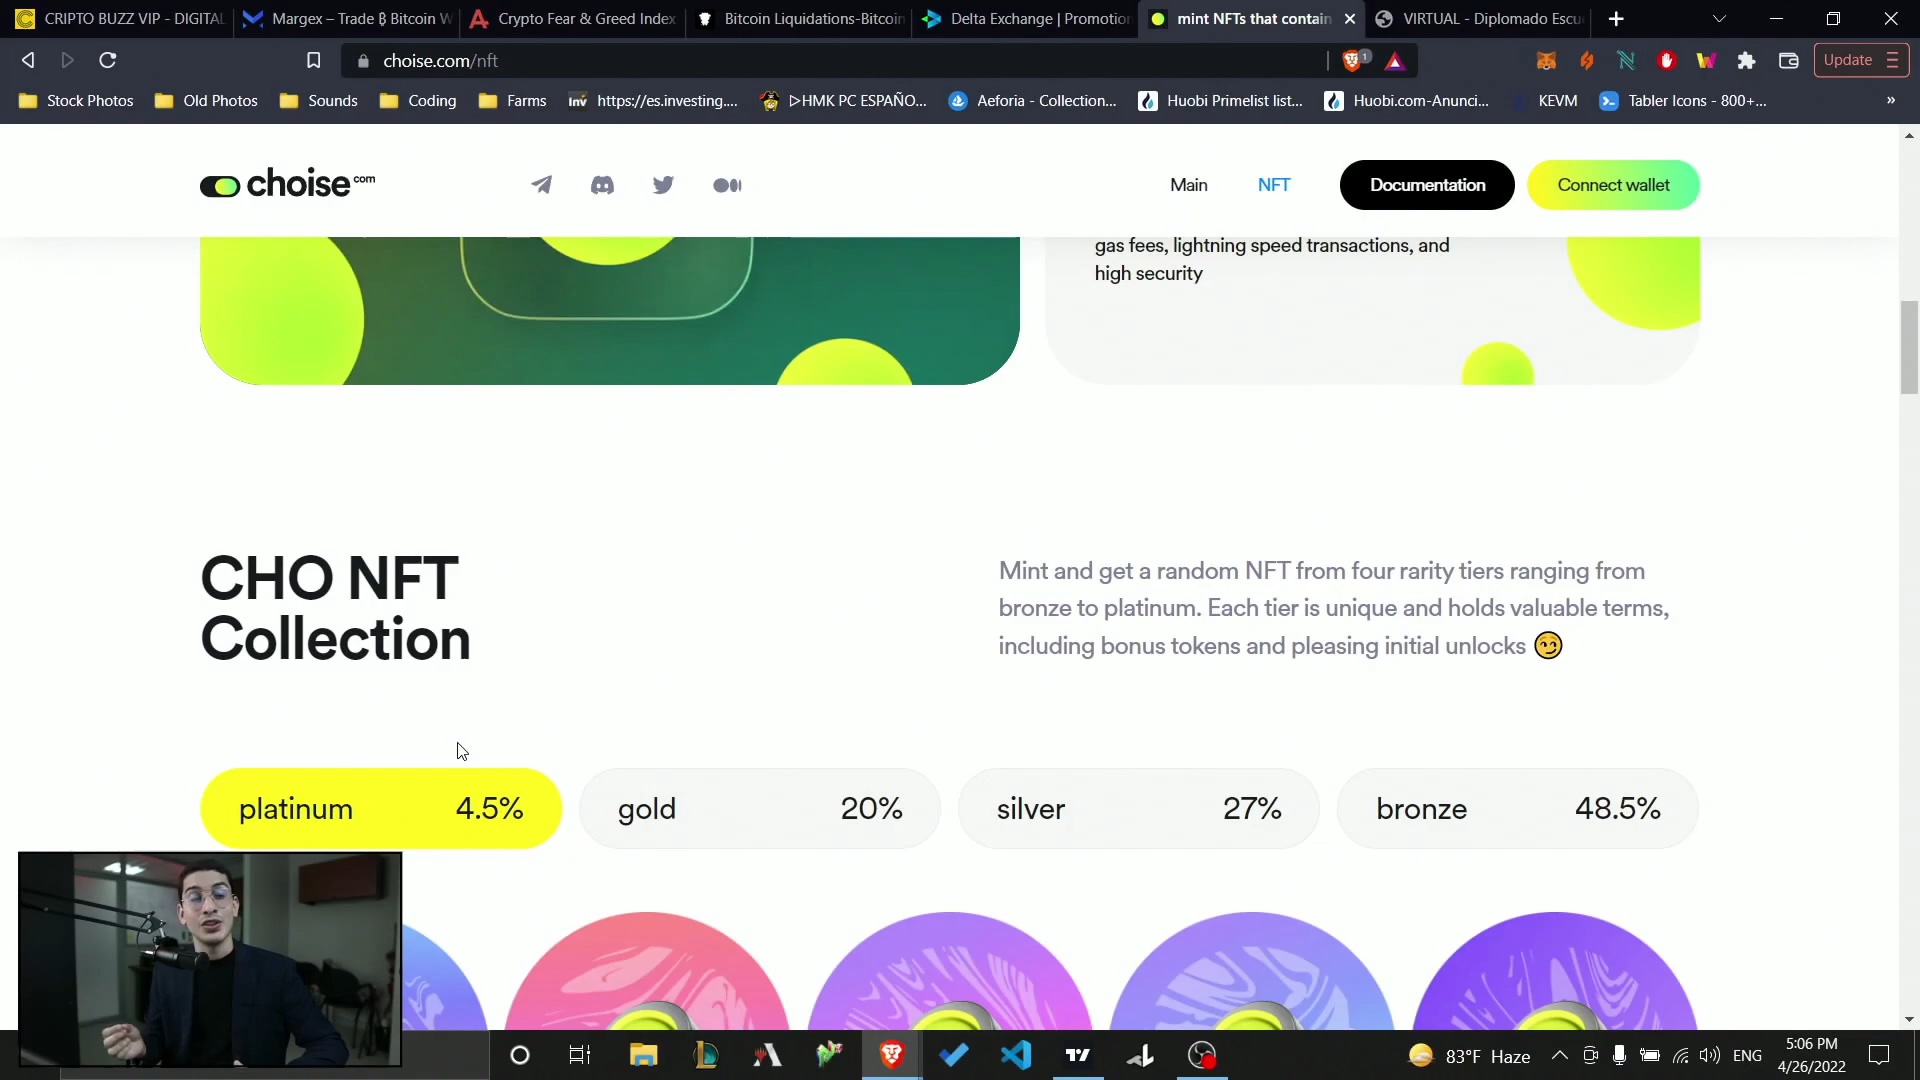 CRIPTO BUZZ VIP - DIGITAL
Margex – Trade ₿ Bitcoin W
Crypto Fear & Greed Index
Bitcoin Liquidations-Bitcoin
Delta Exchange | Promotion
mint NFTs that contain
VIRTUAL - Diplomado Escu
choise.com/nft
1
Update
Stock Photos
Old Photos
Sounds
Coding
Farms
inv
https://es.investing....
ᐅHMK PC ESPAÑO...
Aeforia - Collection...
Huobi Primelist list...
Huobi.com-Anunci...
KEVM
Tabler Icons - 800+...
»
choise.com
Main
NFT
Documentation
Connect wallet
gas fees, lightning speed transactions, and
high security
CHO NFT
Collection
Mint and get a random NFT from four rarity tiers ranging from
bronze to platinum. Each tier is unique and holds valuable terms,
including bonus tokens and pleasing initial unlocks 😏
platinum 4.5%
gold 20%
silver 27%
bronze 48.5%
83°F Haze
ENG
5:06 PM
4/26/2022